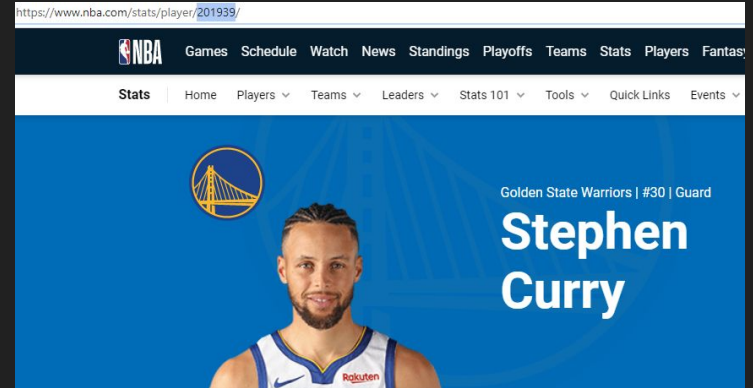 https://www.nba.com/stats/player/201939/
NBA Games Schedule Watch News Standings Playoffs Teams Stats Players Fantasy
Stats Home Players Teams Leaders Stats 101 Tools Quick Links Events
Golden State Warriors | #30 | Guard
Stephen
Curry
Rakuten